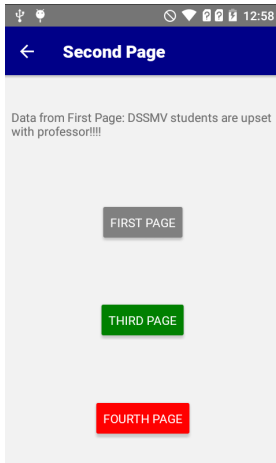 12:58
Second Page
Data from First Page: DSSMV students are upset
with professor!!!!
FIRST PAGE
THIRD PAGE
FOURTH PAGE